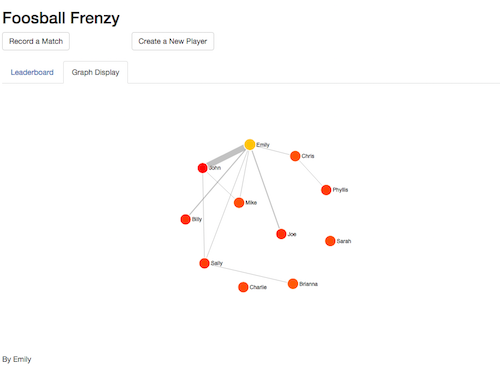 Foosball Frenzy
Record a Match
Create a New Player
Leaderboard
Graph Display
Emily
Chris
John
Phyllis
Mike
Billy
Joe
Sarah
Sally
Brianna
Charlie
By Emily